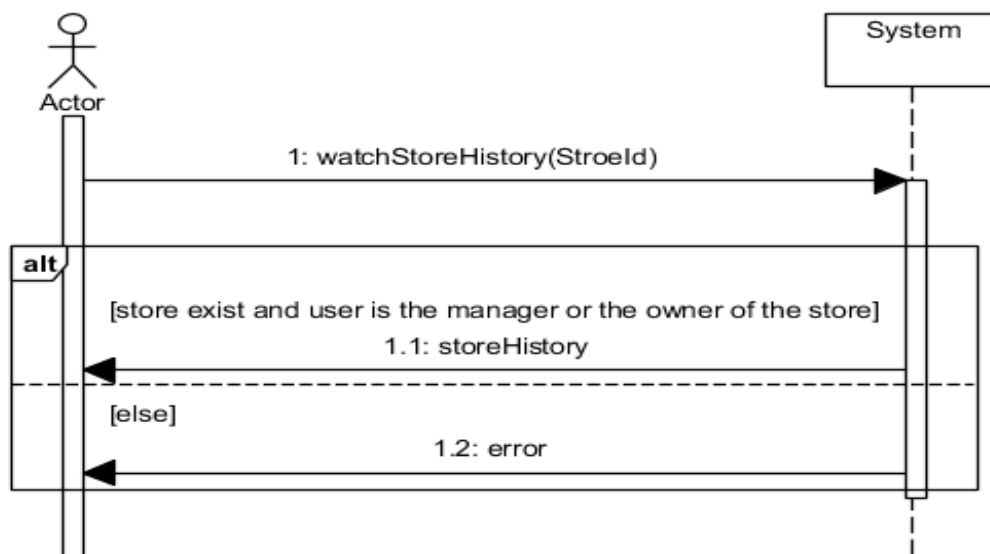 System
Actor
1: watchStoreHistory(StroeId)
alt
[store exist and user is the manager or the owner of the store]
1.1: storeHistory
[else]
1.2: error